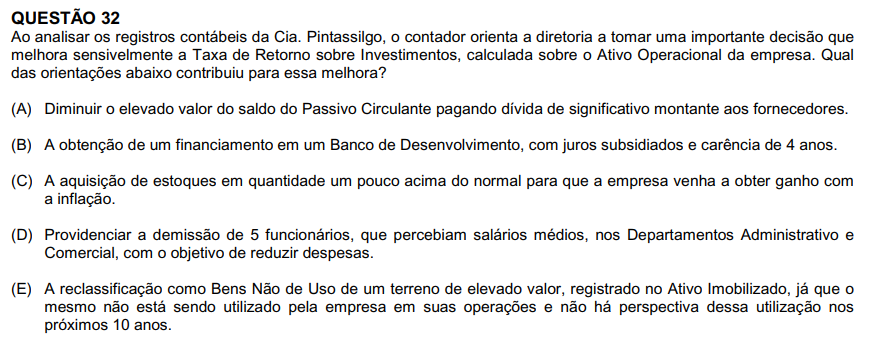 QUESTÃO 32
Ao analisar os registros contábeis da Cia. Pintassilgo, o contador orienta a diretoria a tomar uma importante decisão que
melhora sensivelmente a Taxa de Retorno sobre Investimentos, calculada sobre o Ativo Operacional da empresa. Qual
das orientações abaixo contribuiu para essa melhora?
(A) Diminuir o elevado valor do saldo do Passivo Circulante pagando dívida de significativo montante aos fornecedores.
(B) A obtenção de um financiamento em um Banco de Desenvolvimento, com juros subsidiados e carência de 4 anos.
(C) A aquisição de estoques em quantidade um pouco acima do normal para que a empresa venha a obter ganho com
a inflação.
(D) Providenciar a demissão de 5 funcionários, que percebiam salários médios, nos Departamentos Administrativo e
Comercial, com o objetivo de reduzir despesas.
(E) A reclassificação como Bens Não de Uso de um terreno de elevado valor, registrado no Ativo Imobilizado, já que o
mesmo não está sendo utilizado pela empresa em suas operações e não há perspectiva dessa utilização nos
próximos 10 anos.